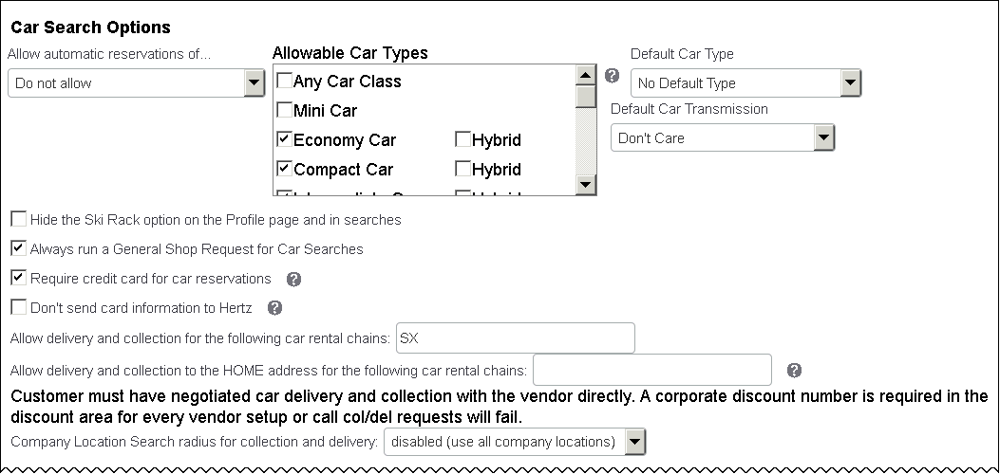 Car Search Options
Allow automatic reservations of...
Do not allow
Allowable Car Types
Any Car Class
Mini Car
Economy Car Hybrid
Compact Car Hybrid
Default Car Type
No Default Type
Default Car Transmission
Don't Care
Hide the Ski Rack option on the Profile page and in searches
Always run a General Shop Request for Car Searches
Require credit card for car reservations ?
Don't send card information to Hertz ?
Allow delivery and collection for the following car rental chains: SX
Allow delivery and collection to the HOME address for the following car rental chains: ?
Customer must have negotiated car delivery and collection with the vendor directly. A corporate discount number is required in the
discount area for every vendor setup or call col/del requests will fail.
Company Location Search radius for collection and delivery: disabled (use all company locations)